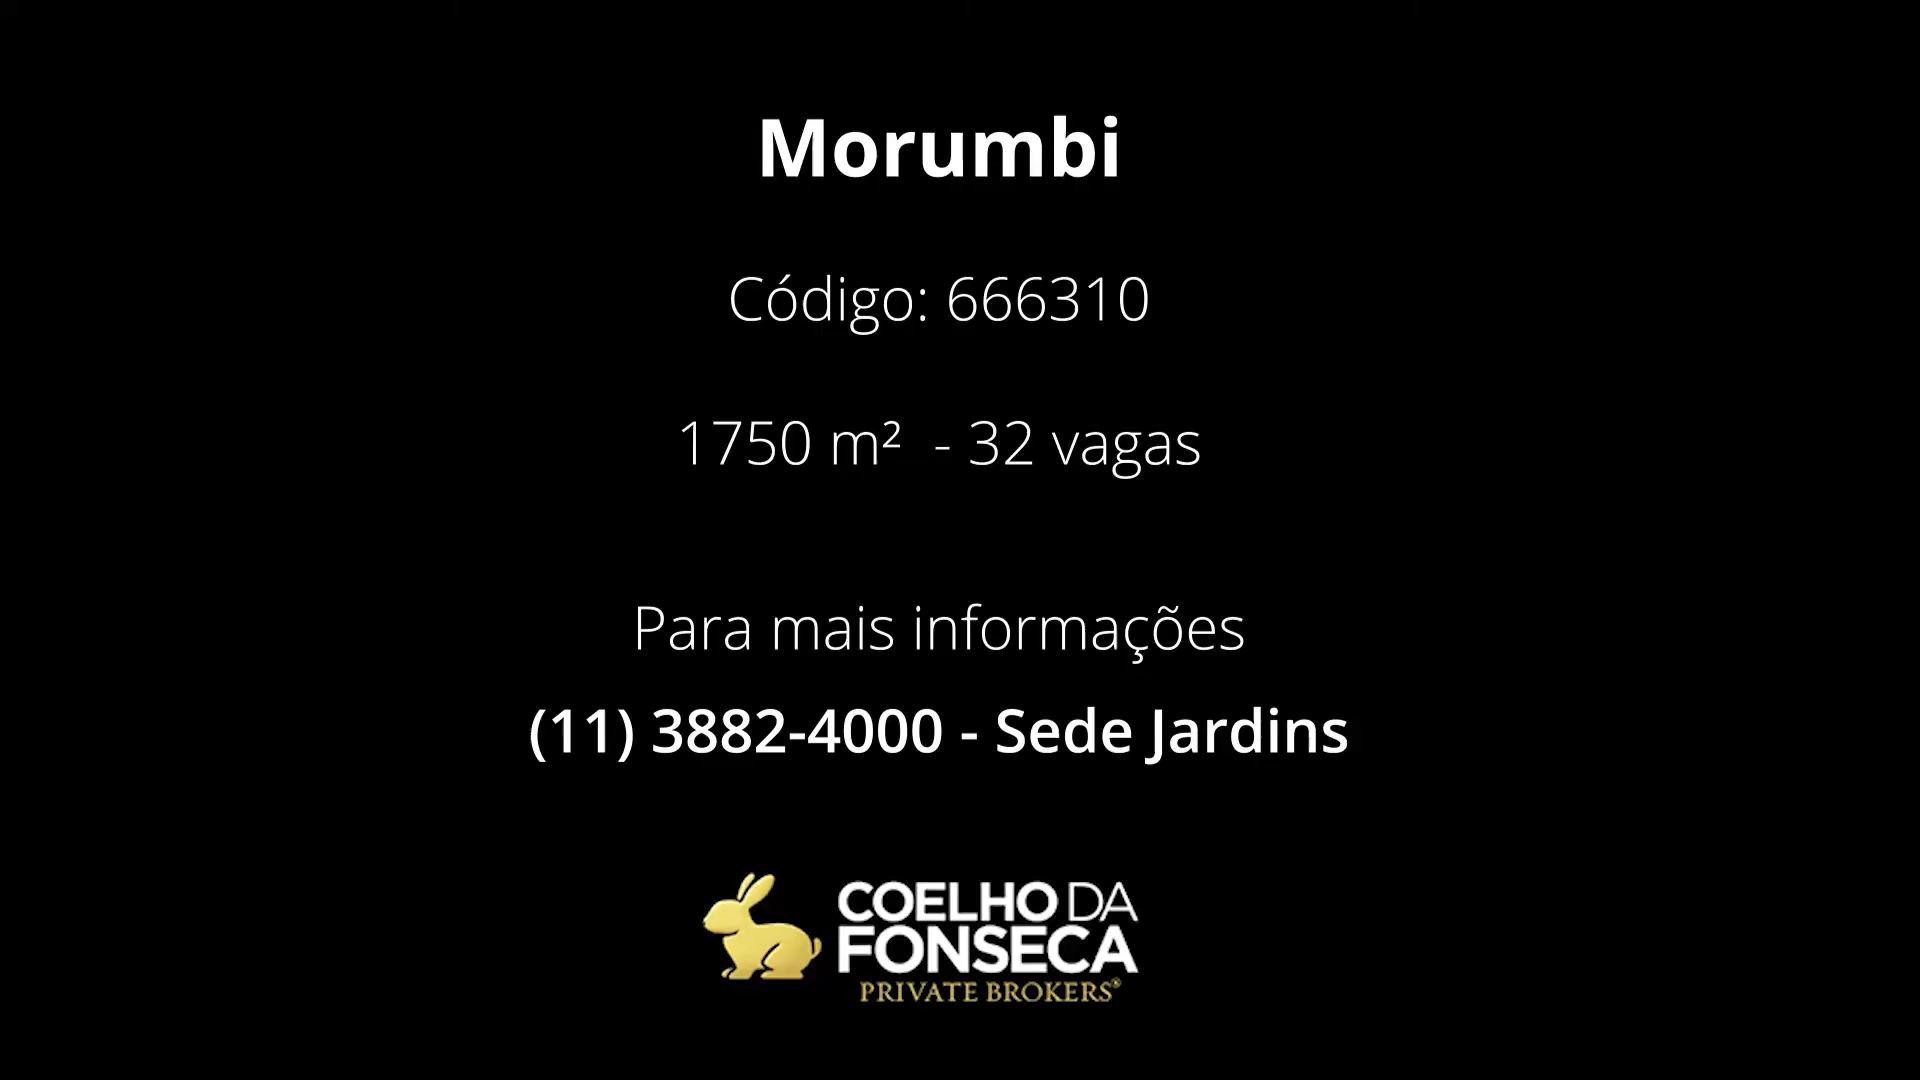 Morumbi
Código: 666310
1750 m² - 32 vagas
Para mais informações
(11) 3882-4000 - Sede Jardins
COELHO DA
FONSECA
PRIVATE BROKERS®